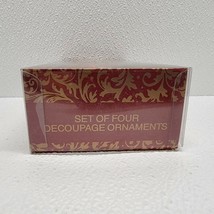 SET OF FOUR
DECOUPAGE ORNAMENTS